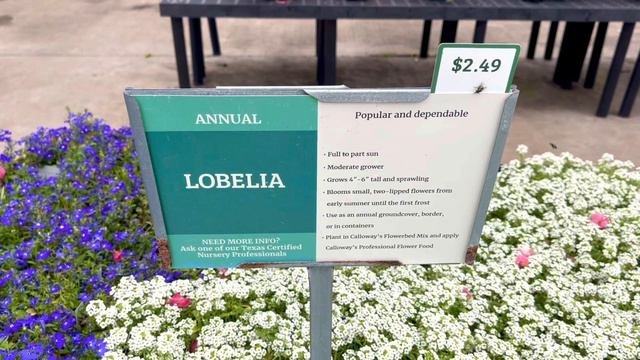 $2.49
ANNUAL
LOBELIA
NEED MORE INFO?
Ask one of our Texas Certified
Nursery Professionals
Popular and dependable
· Full to part sun
· Moderate grower
· Grows 4"-6" tall and sprawling
· Blooms small, two-lipped flowers from
early summer until the first frost
· Use as an annual groundcover, border,
or in containers
· Plant in Calloway's Flowerbed Mix and apply
Calloway's Professional Flower Food